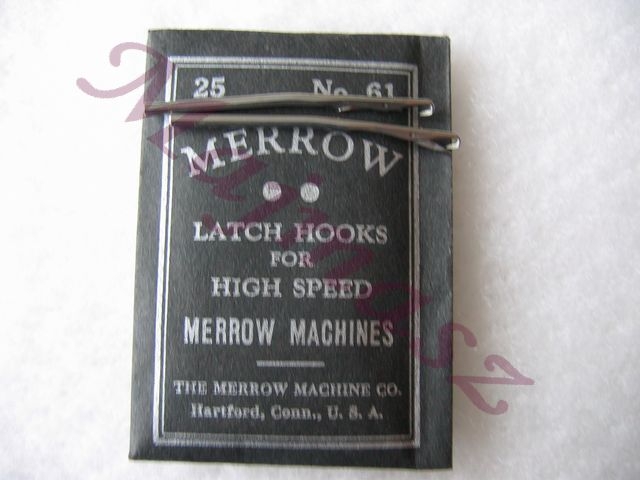 25 No. 61
MERROW
LATCH HOOKS
FOR
HIGH SPEED
MERROW MACHINES
THE MERROW MACHINE CO.
Hartford, Conn., U. S. A.